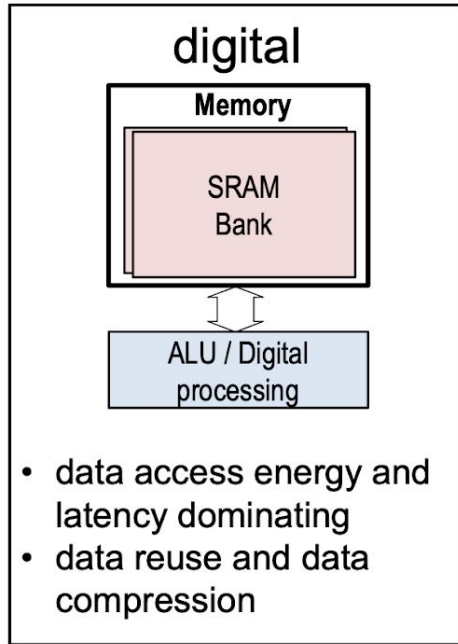 digital
Memory
SRAM
Bank
ALU / Digital
processing
• data access energy and
latency dominating
• data reuse and data
compression